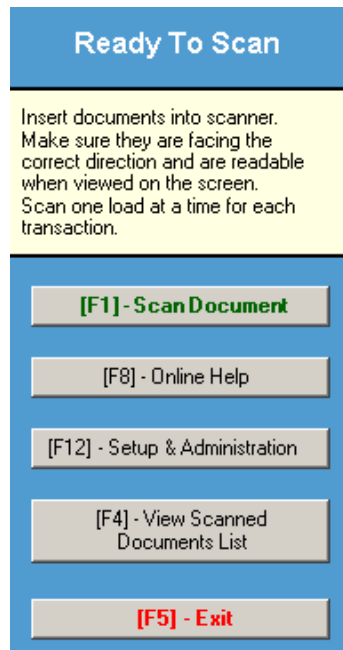 Ready To Scan
Insert documents into scanner.
Make sure they are facing the
correct direction and are readable
when viewed on the screen.
Scan one load at a time for each
transaction.
[F1] - Scan Document
[F8] - Online Help
[F12] - Setup & Administration
[F4] - View Scanned
Documents List
[F5] - Exit